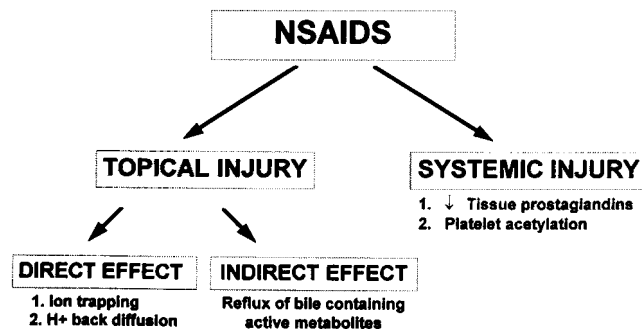 NSAIDS
TOPICAL INJURY
SYSTEMIC INJURY
1. ↓ Tissue prostagiandins
2. Platelet acetylation
DIRECT EFFECT
1. Ion trapping
2. H+ back diffusion
INDIRECT EFFECT
Reflux of bile containing
active metabolites